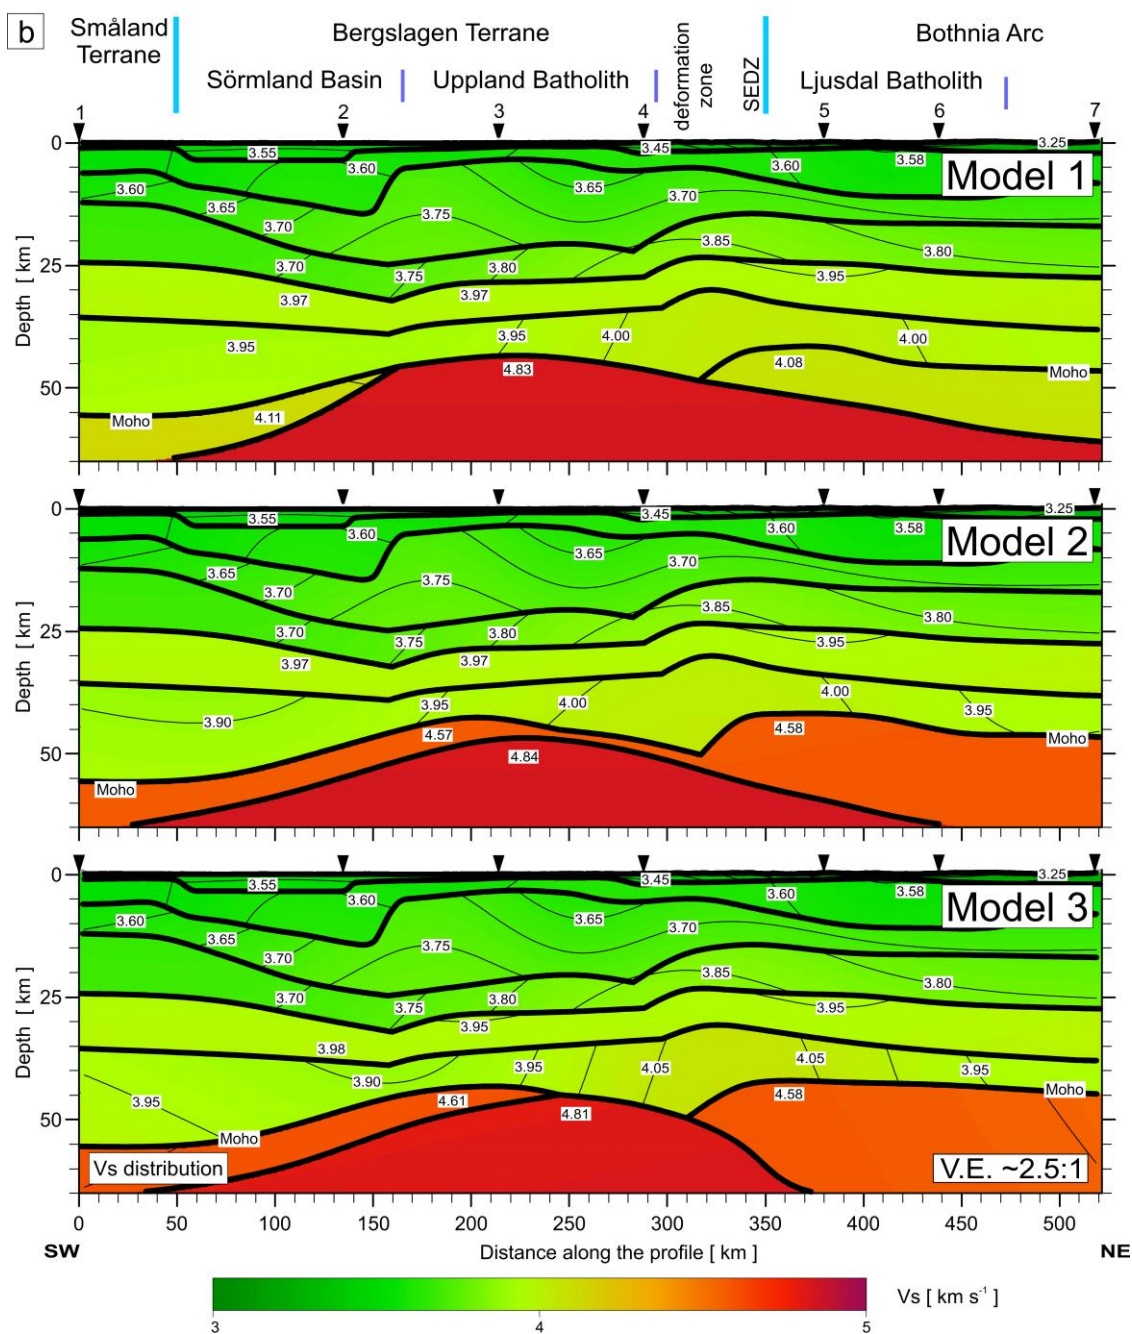 b
Småland
Terrane
Bergslagen Terrane
Bothnia Arc
Sörmland Basin
Uppland Batholith
deformation
zone
SEDZ
Ljusdal Batholith
1 2 3 4 5 6 7
0
3.55 3.45 3.25
3.60 3.60 3.58
3.60 3.65 3.65 3.70 Model 1
3.70 3.75
25
3.70 3.75 3.80 3.85 3.95 3.80
3.97 3.97
3.95 3.95 4.00 4.00
50
Moho 4.11 4.83 4.08 Moho
Depth [ km ]
0
3.55 3.45 3.25
3.60 3.60 3.58
3.65 3.65 3.70 Model 2
3.70 3.75
25
3.70 3.75 3.80 3.85 3.95 3.80
3.97 3.97
3.90 3.95 4.00 4.00 3.95
50
4.57 4.84 4.58 Moho
Moho
Depth [ km ]
0
3.55 3.45 3.25
3.60 3.60 3.58
3.60 3.65 3.65 3.70 Model 3
3.70 3.75
25
3.70 3.75 3.80 3.85 3.95 3.80
3.98 3.95
3.95 3.90 3.95 4.05 4.05 3.95
50
Moho 4.61 4.81 4.58 Moho
Depth [ km ]
Vs distribution
V.E. ~2.5:1
0 50 100 150 200 250 300 350 400 450 500
SW
Distance along the profile [ km ]
NE
3 4 5
Vs [ km s⁻¹ ]